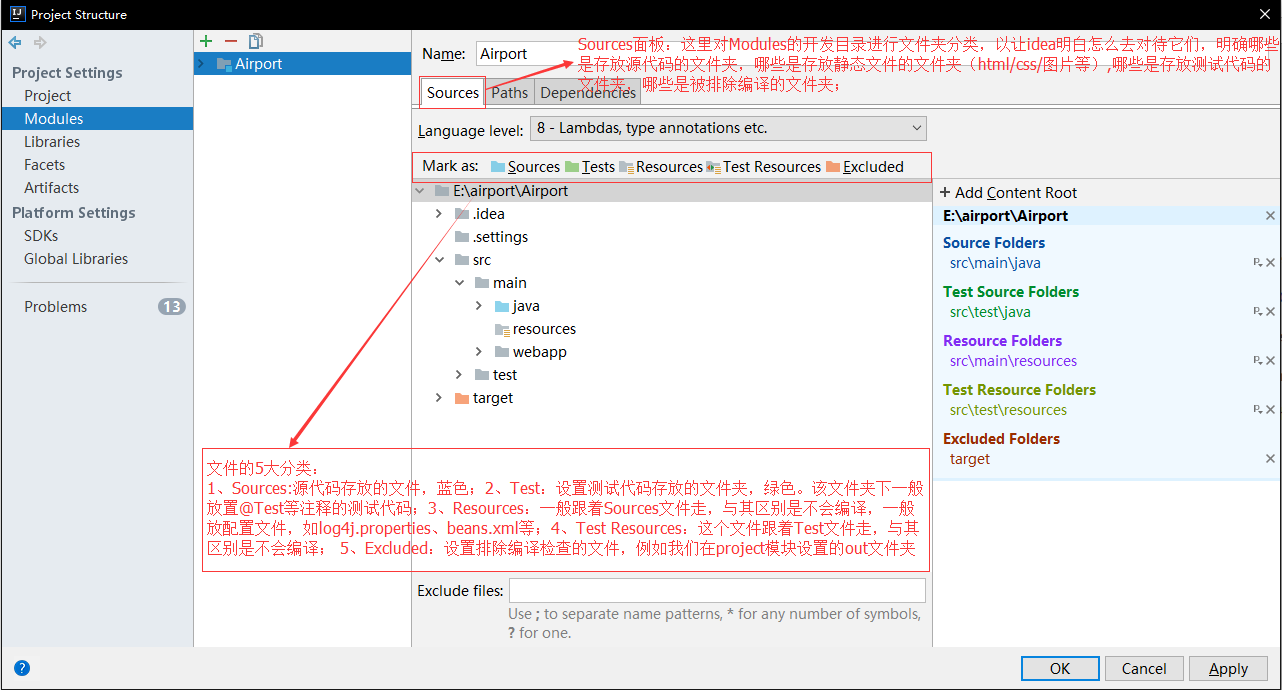 Project Structure
Project Settings
Project
Modules
Libraries
Facets
Artifacts
Platform Settings
SDKs
Global Libraries
Problems 13
Airport
Name: Airport
Sources面板：这里对Modules的开发目录进行文件夹分类，以让idea明白怎么去对待它们，明确哪些
是存放源代码的文件夹，哪些是存放静态文件的文件夹（html/css/图片等）,哪些是存放测试代码的
文件夹，哪些是被排除编译的文件夹；
Sources Paths Dependencies
Language level: 8 - Lambdas, type annotations etc.
Mark as: Sources Tests Resources Test Resources Excluded
E:\airport\Airport
.idea
.settings
src
main
java
resources
webapp
test
target
文件的5大分类：
1、Sources:源代码存放的文件，蓝色；2、Test：设置测试代码存放的文件夹，绿色。该文件夹下一般
放置@Test等注释的测试代码；3、Resources：一般跟着Sources文件走，与其区别是不会编译，一般
放配置文件，如log4j.properties、beans.xml等；4、Test Resources：这个文件跟着Test文件走，与其
区别是不会编译； 5、Excluded：设置排除编译检查的文件，例如我们在project模块设置的out文件夹
Exclude files:
Use ; to separate name patterns, * for any number of symbols,
? for one.
+ Add Content Root
E:\airport\Airport
Source Folders
src\main\java
Test Source Folders
src\test\java
Resource Folders
src\main\resources
Test Resource Folders
src\test\resources
Excluded Folders
target
OK Cancel Apply